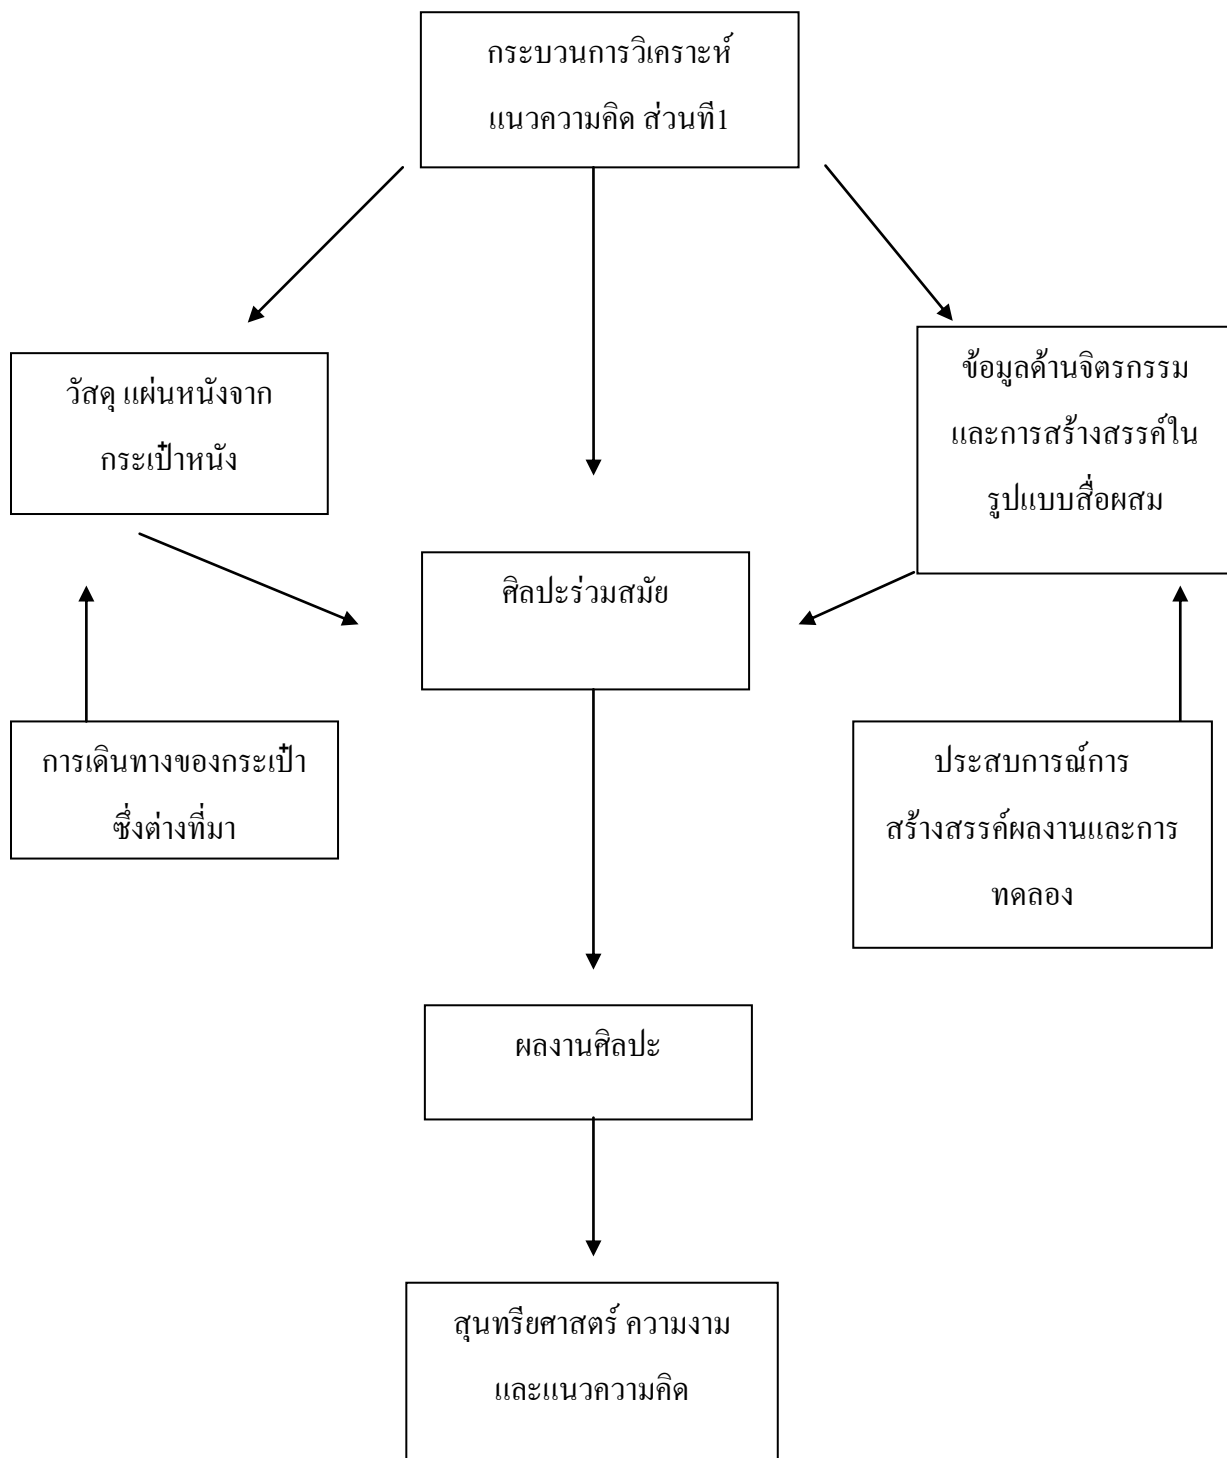 กระบวนการวิเคราะห์
แนวความคิด ส่วนที1
วัสดุ แผ่นหนังจาก
กระเป๋าหนัง
ข้อมูลด้านจิตรกรรม
และการสร้างสรรค์ใน
รูปแบบสื่อผสม
ศิลปะร่วมสมัย
การเดินทางของกระเป๋า
ซึ่งต่างที่มา
ประสบการณ์การ
สร้างสรรค์ผลงานและการ
ทดลอง
ผลงานศิลปะ
สุนทรียศาสตร์ ความงาม
และแนวความคิด